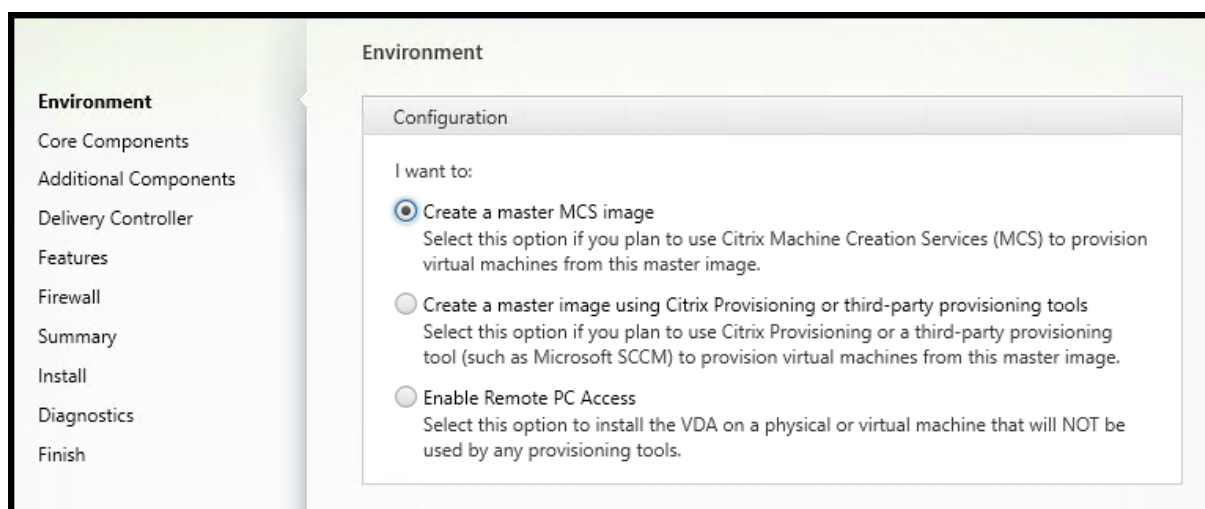 Environment
Core Components
Additional Components
Delivery Controller
Features
Firewall
Summary
Install
Diagnostics
Finish
Environment
Configuration
I want to:
Create a master MCS image
Select this option if you plan to use Citrix Machine Creation Services (MCS) to provision
virtual machines from this master image.
Create a master image using Citrix Provisioning or third-party provisioning tools
Select this option if you plan to use Citrix Provisioning or a third-party provisioning
tool (such as Microsoft SCCM) to provision virtual machines from this master image.
Enable Remote PC Access
Select this option to install the VDA on a physical or virtual machine that will NOT be
used by any provisioning tools.